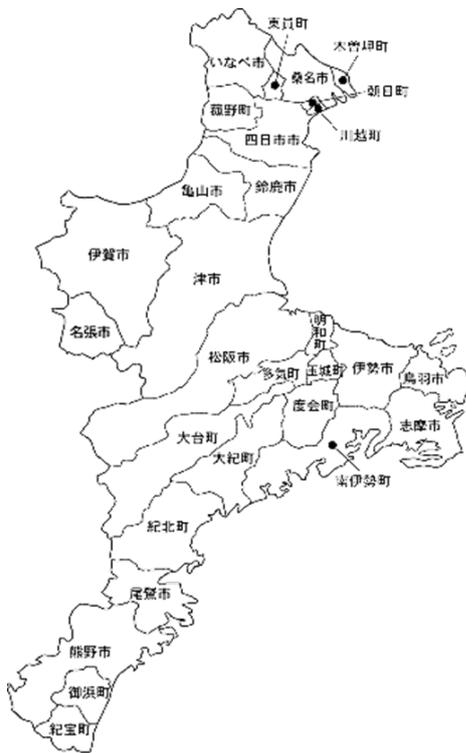 東員町
木曽岬町
いなべ市
桑名市
朝日町
菰野町
川越町
四日市市
亀山市
鈴鹿市
伊賀市
津市
名張市
明和町
松阪市
多気町
玉城町
伊勢市
鳥羽市
度会町
志摩市
大台町
大紀町
南伊勢町
紀北町
尾鷲市
熊野市
御浜町
紀宝町